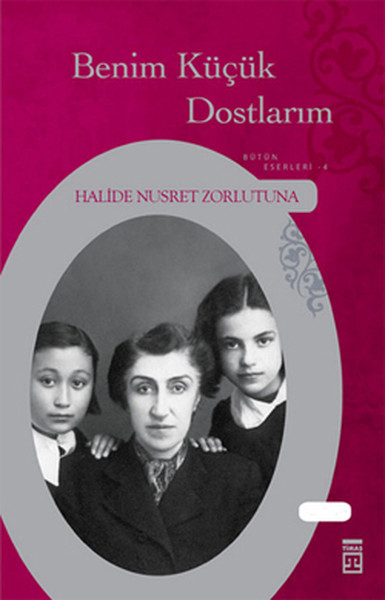 Benim Küçük
Dostlarım
BÜTÜN
ESERLERİ - 4
HALİDE NUSRET ZORLUTUNA
TİMAŞ